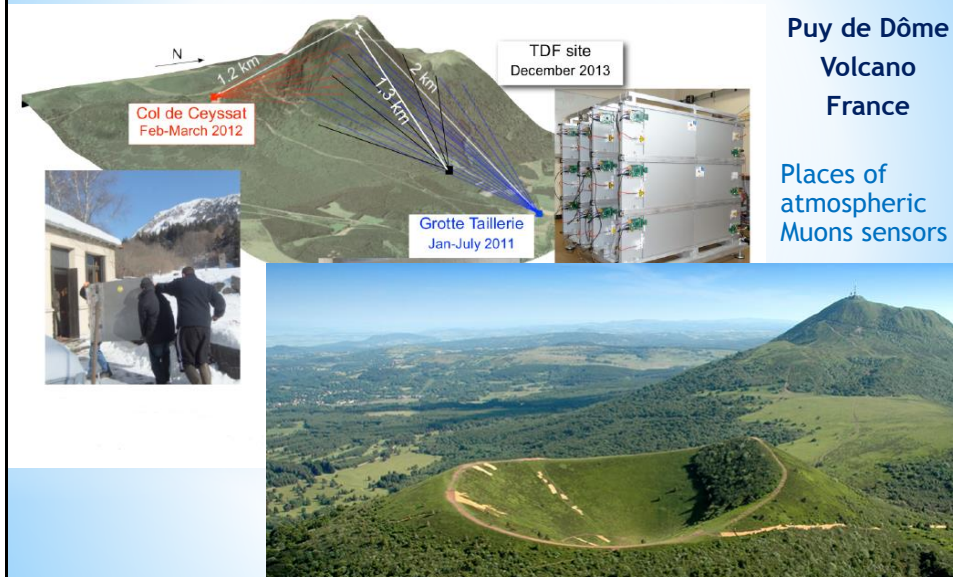 Puy de Dôme
Volcano
France
Places of
atmospheric
Muons sensors
N
TDF site
December 2013
1.2 km
2 km
1.3 km
Col de Ceyssat
Feb-March 2012
Grotte Taillerie
Jan-July 2011